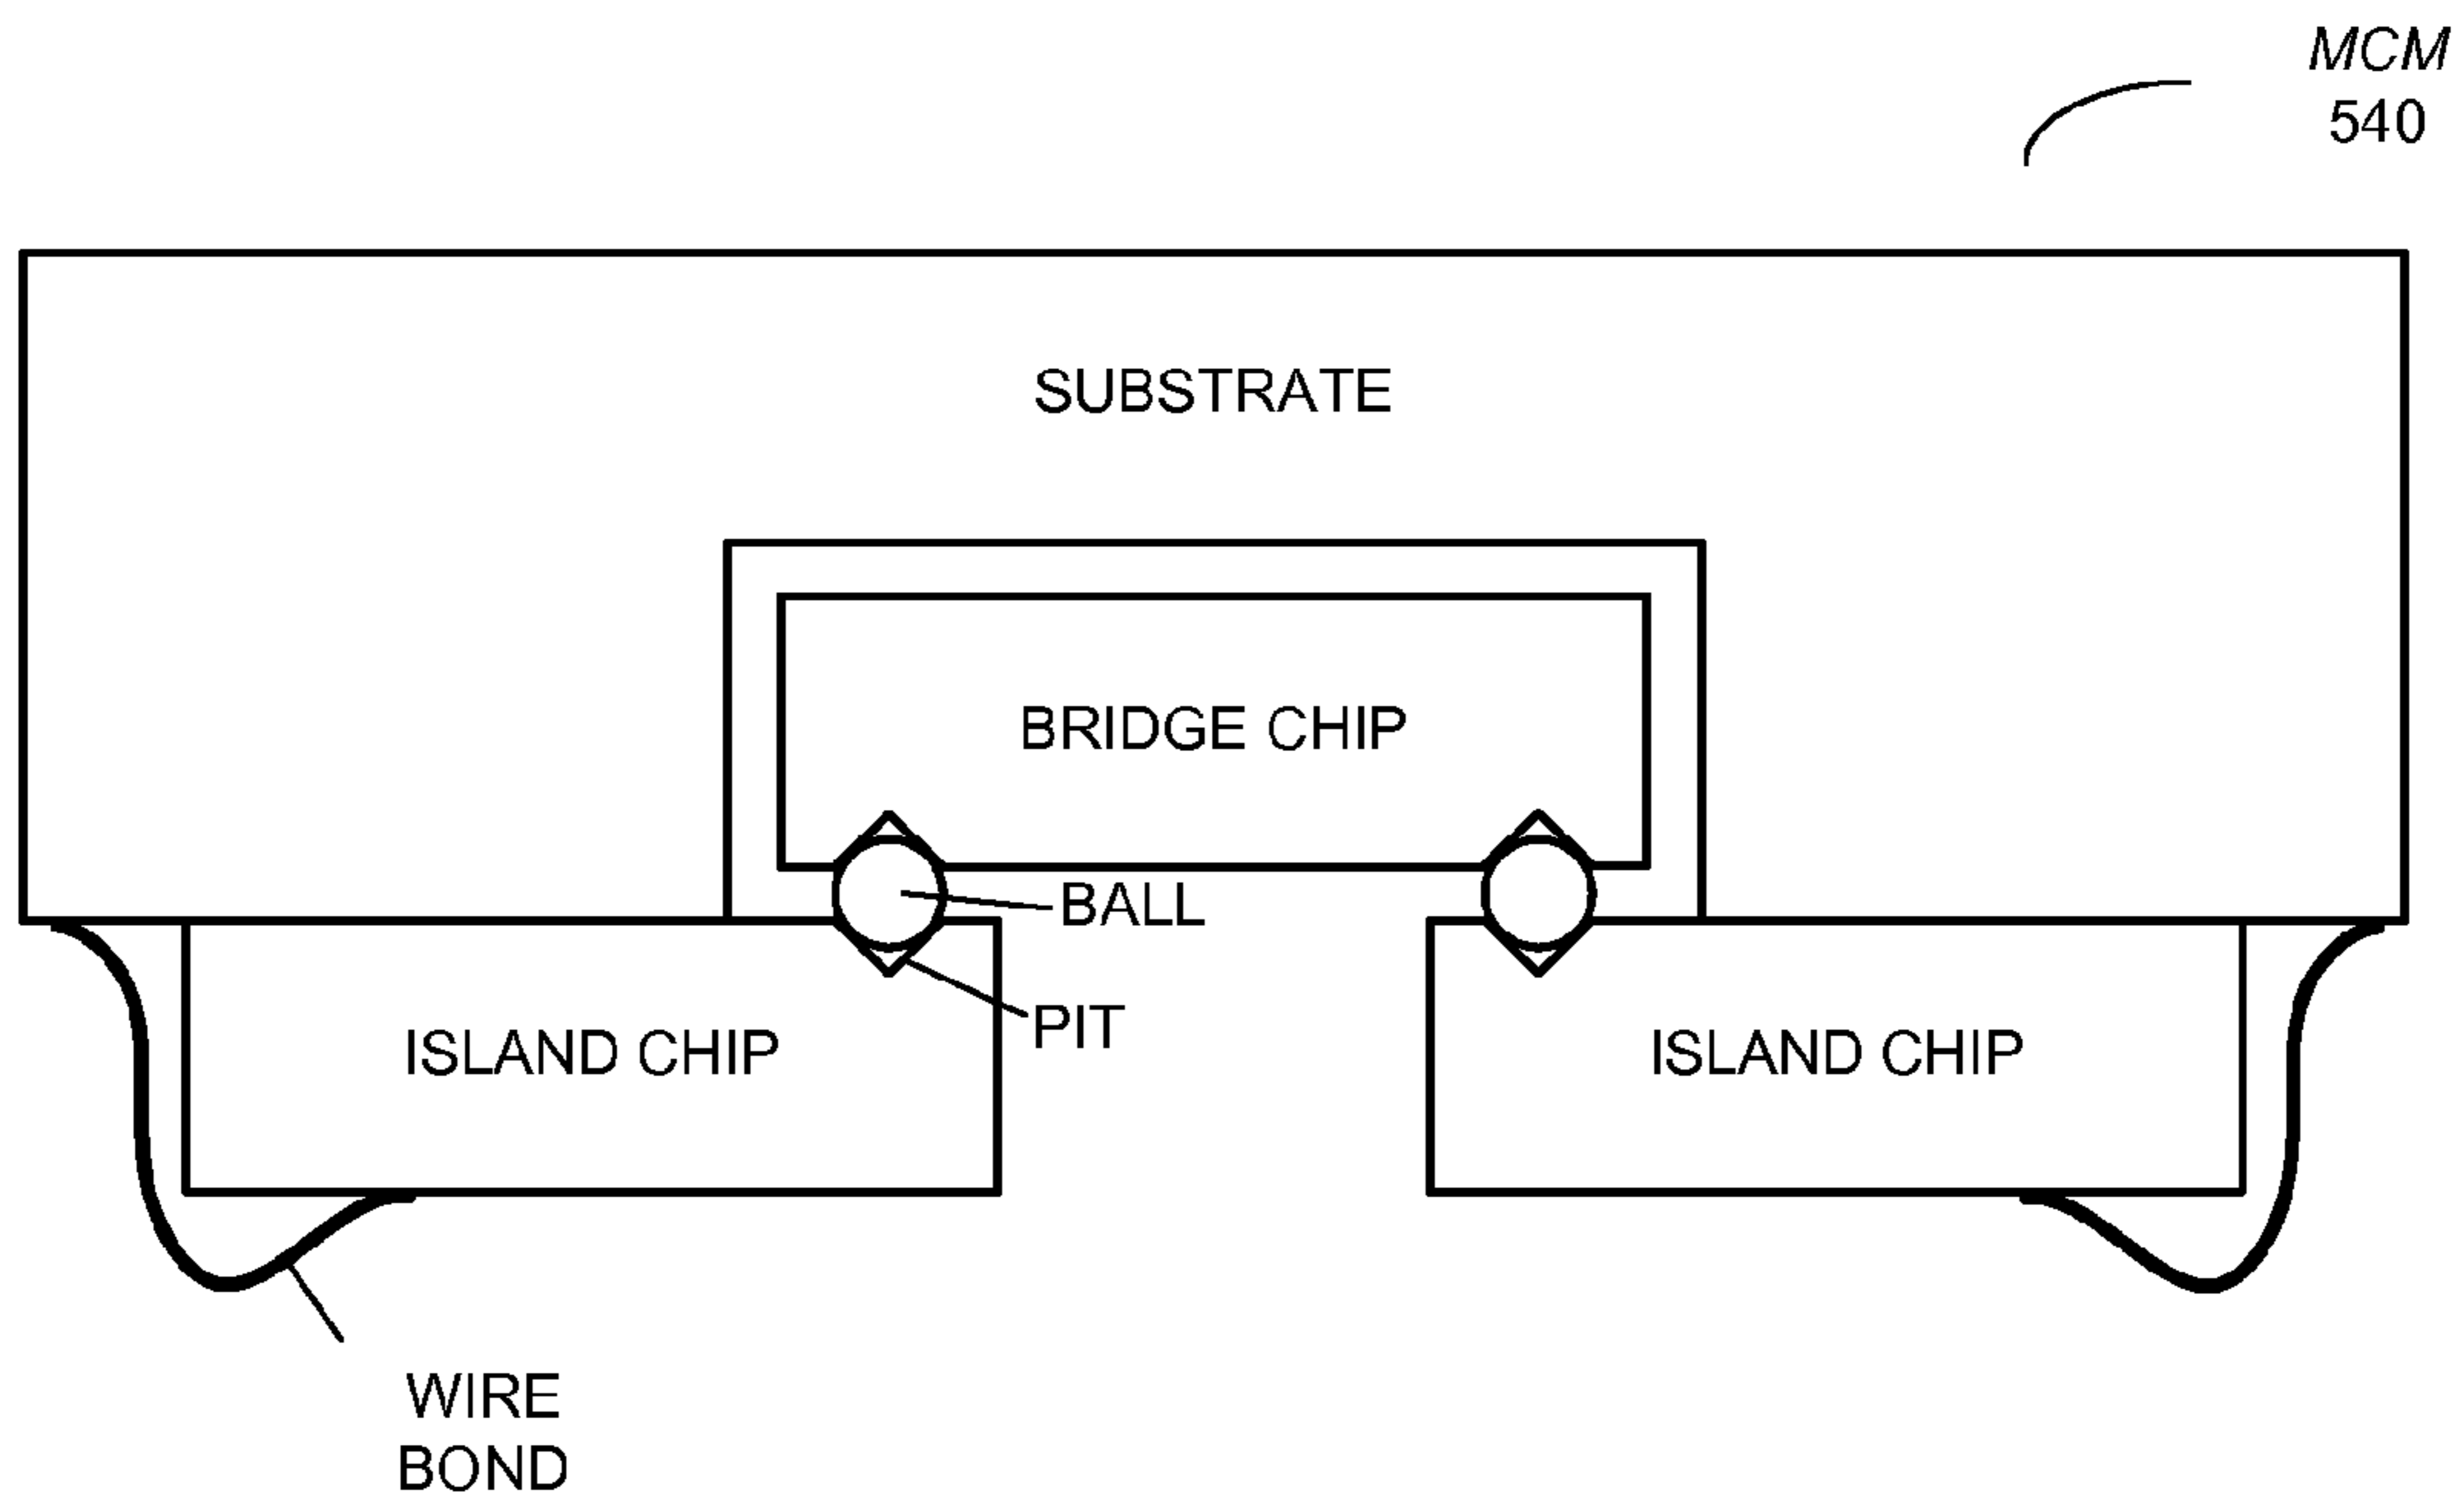 MCM
540
SUBSTRATE
BRIDGE CHIP
BALL
PIT
ISLAND CHIP
ISLAND CHIP
WIRE
BOND